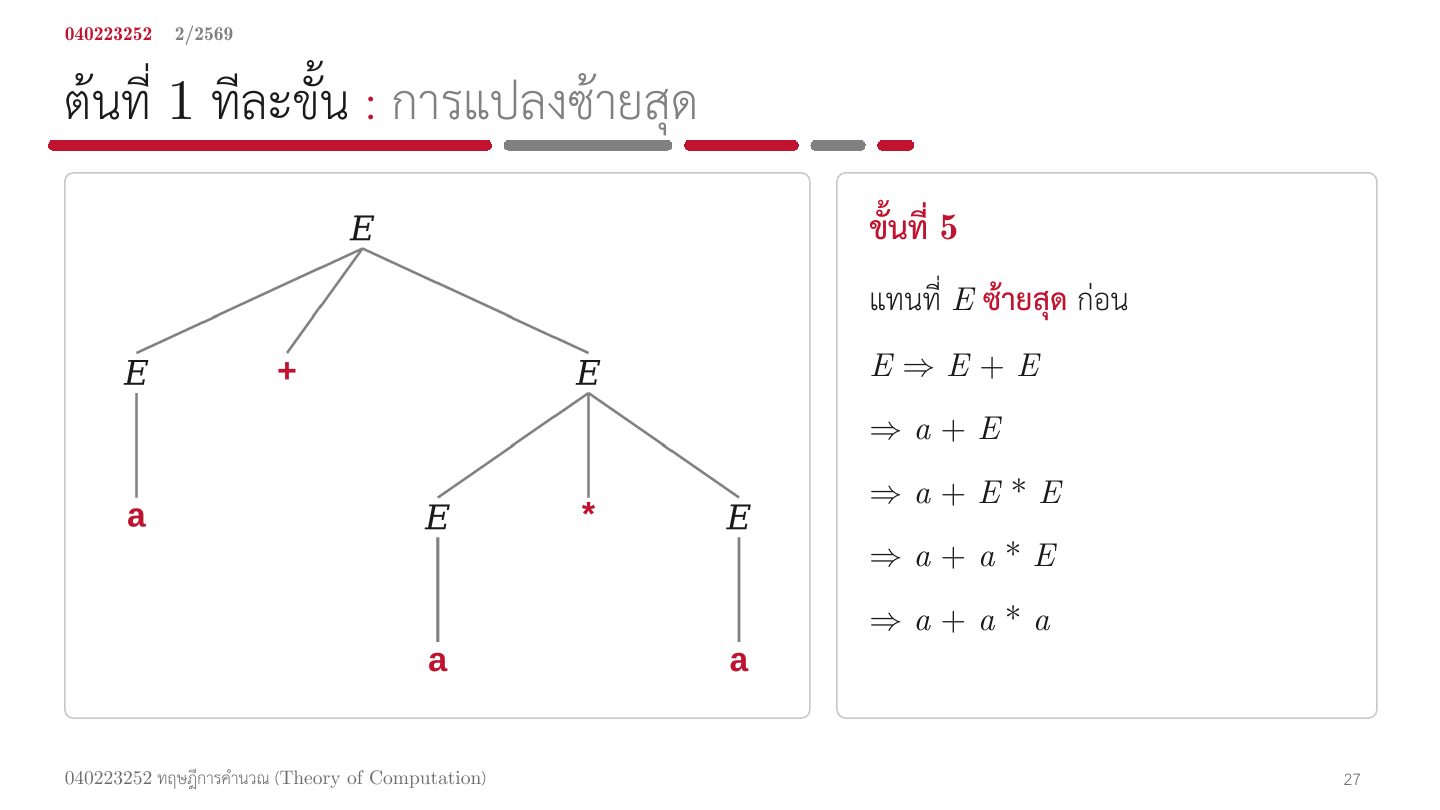 040223252 2/2569
ต้นที่ 1 ทีละขั้น : การแปลงซ้ายสุด
E
E + E
a E * E
a a
ขั้นที่ 5
แทนที่ E ซ้ายสุด ก่อน
E ⇒ E + E
⇒ a + E
⇒ a + E * E
⇒ a + a * E
⇒ a + a * a
040223252 ทฤษฎีการคำนวณ (Theory of Computation)
27